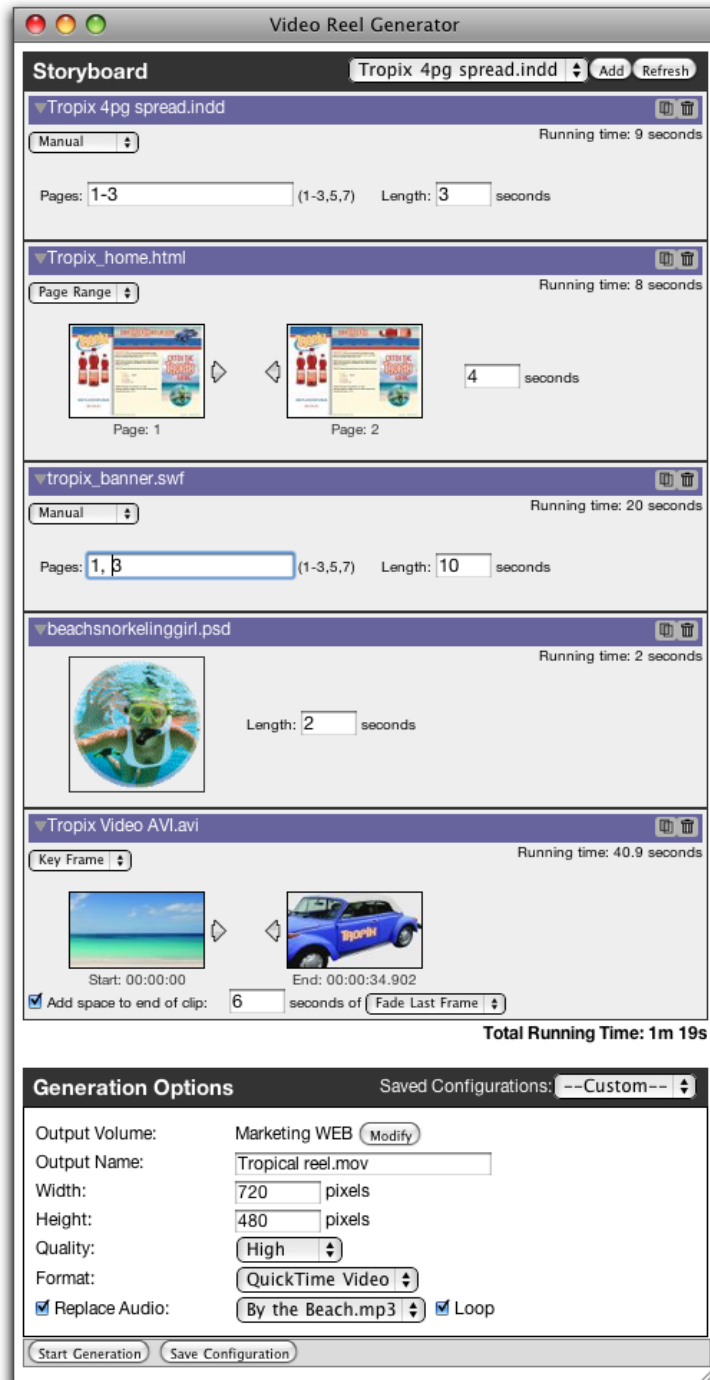 Video Reel Generator
Storyboard Tropix 4pg spread.indd Add Refresh
Tropix 4pg spread.indd
Manual Running time: 9 seconds
Pages: 1-3 (1-3,5,7) Length: 3 seconds
Tropix_home.html
Page Range Running time: 8 seconds
4 seconds
Page: 1 Page: 2
tropix_banner.swf
Manual Running time: 20 seconds
Pages: 1, 3 (1-3,5,7) Length: 10 seconds
beachsnorkelinggirl.psd
Running time: 2 seconds
Length: 2 seconds
Tropix Video AVI.avi
Key Frame Running time: 40.9 seconds
TROPIX
Start: 00:00:00 End: 00:00:34.902
Add space to end of clip: 6 seconds of Fade Last Frame
Total Running Time: 1m 19s
Generation Options Saved Configurations: --Custom--
Output Volume: Marketing WEB Modify
Output Name: Tropical reel.mov
Width: 720 pixels
Height: 480 pixels
Quality: High
Format: QuickTime Video
Replace Audio: By the Beach.mp3 Loop
Start Generation Save Configuration